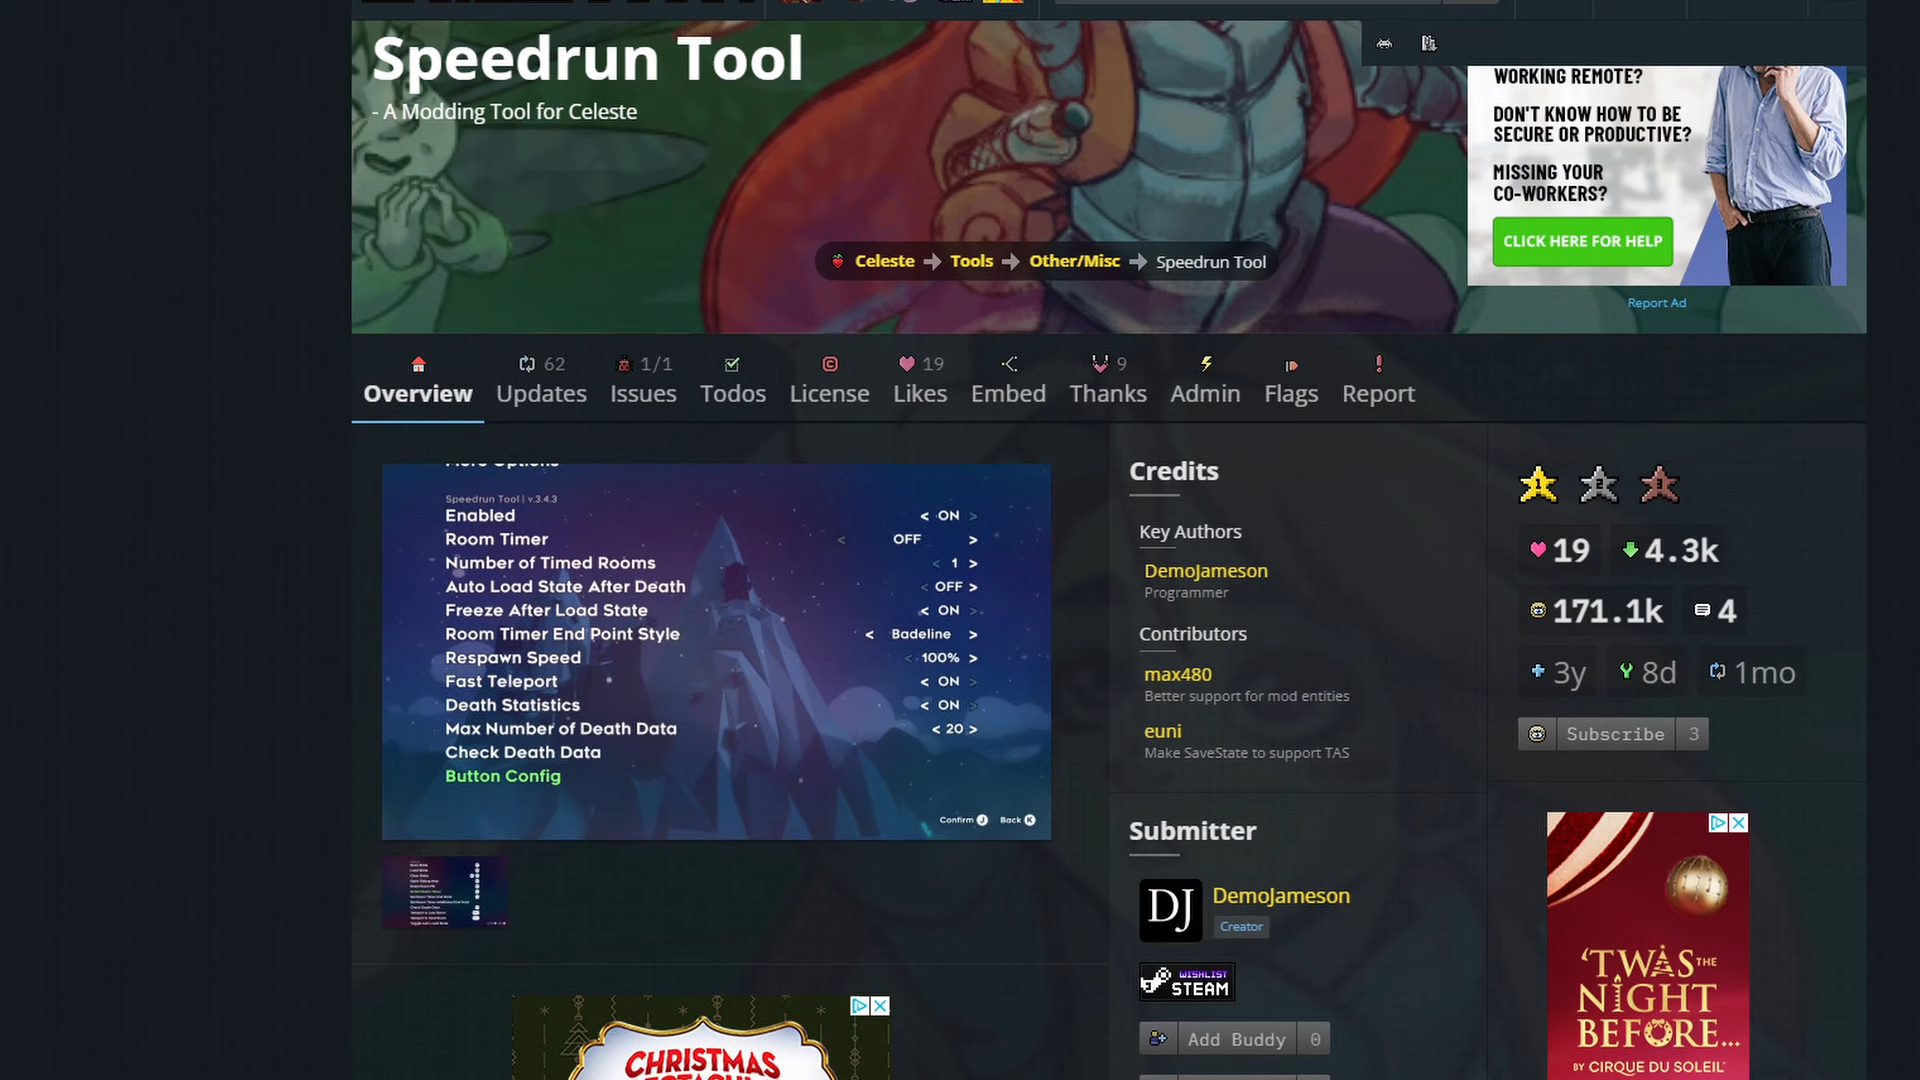 Speedrun Tool
- A Modding Tool for Celeste
WORKING REMOTE?
DON'T KNOW HOW TO BE
SECURE OR PRODUCTIVE?
MISSING YOUR
CO-WORKERS?
CLICK HERE FOR HELP
Report Ad
Celeste Tools Other/Misc Speedrun Tool
62 1/1 19 9
Overview Updates Issues Todos License Likes Embed Thanks Admin Flags Report
More Options
Speedrun Tool | v.3.4.3
Enabled < ON >
Room Timer < OFF >
Number of Timed Rooms < 1 >
Auto Load State After Death < OFF >
Freeze After Load State < ON >
Room Timer End Point Style < Badeline >
Respawn Speed < 100% >
Fast Teleport < ON >
Death Statistics < ON >
Max Number of Death Data < 20 >
Check Death Data
Button Config
Confirm J Back K
Credits
Key Authors
DemoJameson
Programmer
Contributors
max480
Better support for mod entities
euni
Make SaveState to support TAS
Submitter
DJ
DemoJameson
Creator
WISHLIST
STEAM
Add Buddy 0
1 2 3
19 4.3k
171.1k 4
3y 8d 1mo
Subscribe 3
'TWAS THE
NIGHT
BEFORE...
BY CIRQUE DU SOLEIL
CHRISTMAS